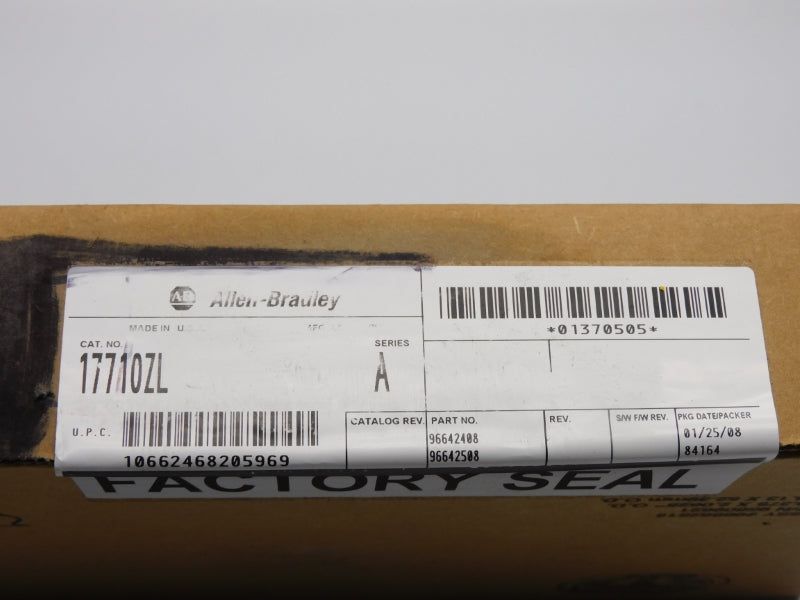 AB Allen-Bradley
MADE IN U.S.A.
CAT. NO.
SERIES
1771OZL
A
*01370505*
U.P.C.
10662468205969
CATALOG REV.
PART NO.
96642408
96642508
REV.
S/W F/W REV.
PKG DATE/PACKER
01/25/08
84164
FACTORY SEAL